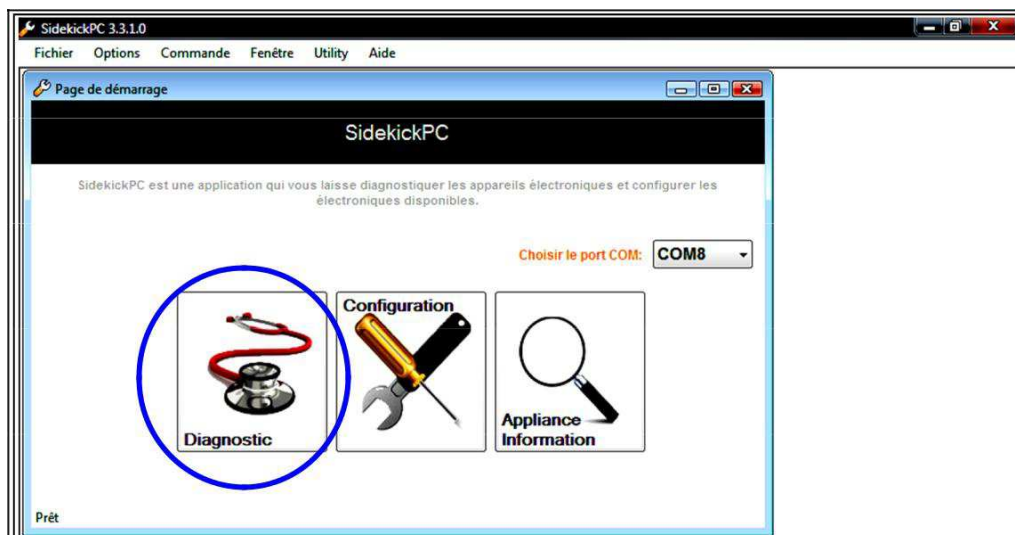 SidekickPC 3.3.1.0
Fichier Options Commande Fenêtre Utility Aide
Page de démarrage
SidekickPC
SidekickPC est une application qui vous laisse diagnostiquer les appareils électroniques et configurer les
électroniques disponibles.
Choisir le port COM: COM8
Configuration
Diagnostic
Appliance
Information
Prêt